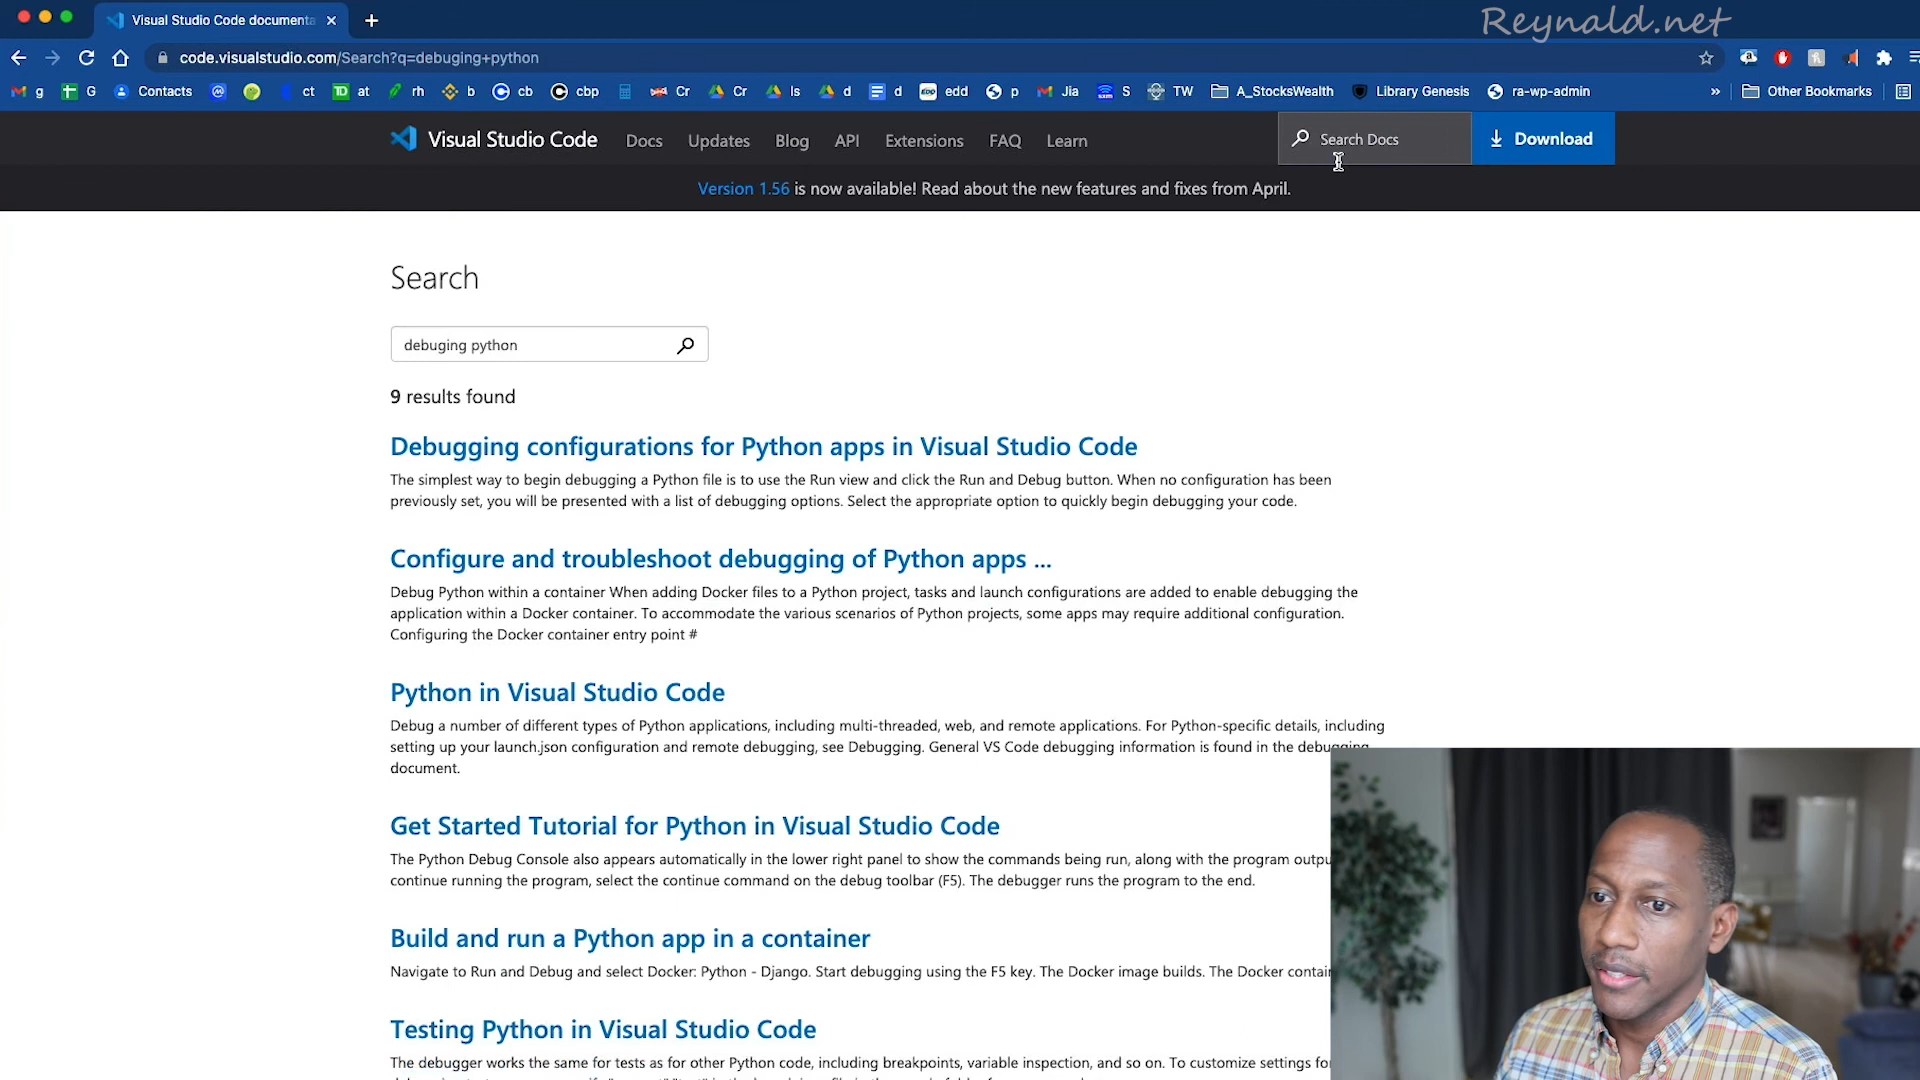 Reynald.net
Visual Studio Code documenta
code.visualstudio.com/Search?q=debuging+python
g G Contacts ct TD at rh b cb cbp Cr Cr ls d d edd p Jia S TW A_StocksWealth Library Genesis ra-wp-admin » Other Bookmarks
Visual Studio Code Docs Updates Blog API Extensions FAQ Learn Search Docs Download
Version 1.56 is now available! Read about the new features and fixes from April.
Search
debuging python
9 results found
Debugging configurations for Python apps in Visual Studio Code
The simplest way to begin debugging a Python file is to use the Run view and click the Run and Debug button. When no configuration has been
previously set, you will be presented with a list of debugging options. Select the appropriate option to quickly begin debugging your code.
Configure and troubleshoot debugging of Python apps ...
Debug Python within a container When adding Docker files to a Python project, tasks and launch configurations are added to enable debugging the
application within a Docker container. To accommodate the various scenarios of Python projects, some apps may require additional configuration.
Configuring the Docker container entry point #
Python in Visual Studio Code
Debug a number of different types of Python applications, including multi-threaded, web, and remote applications. For Python-specific details, including
setting up your launch.json configuration and remote debugging, see Debugging. General VS Code debugging information is found in the debugging
document.
Get Started Tutorial for Python in Visual Studio Code
The Python Debug Console also appears automatically in the lower right panel to show the commands being run, along with the program outpu
continue running the program, select the continue command on the debug toolbar (F5). The debugger runs the program to the end.
Build and run a Python app in a container
Navigate to Run and Debug and select Docker: Python - Django. Start debugging using the F5 key. The Docker image builds. The Docker contain
Testing Python in Visual Studio Code
The debugger works the same for tests as for other Python code, including breakpoints, variable inspection, and so on. To customize settings for